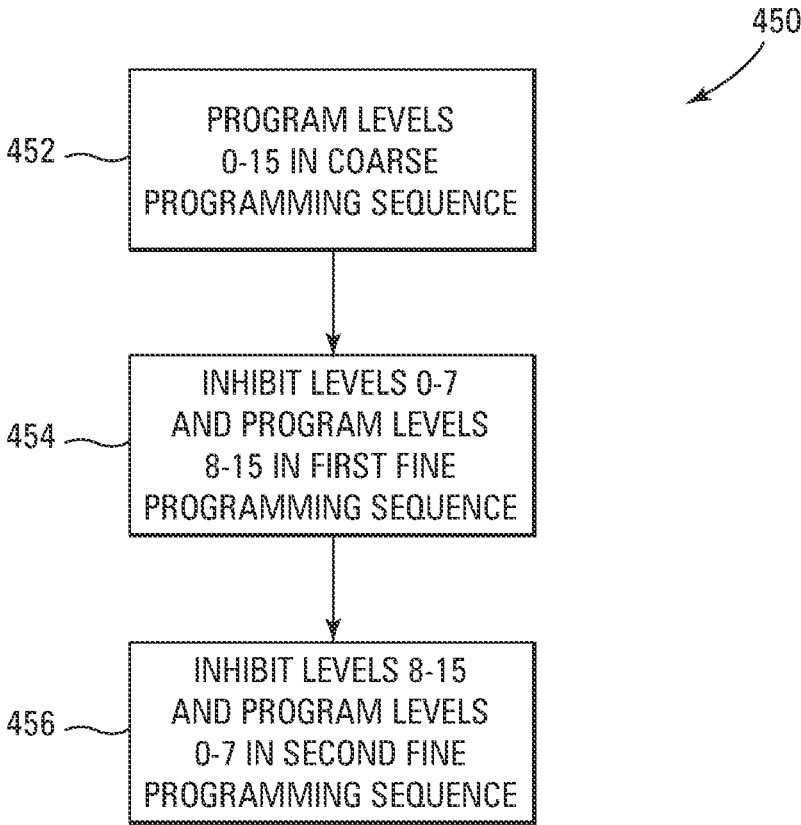 450
452
PROGRAM LEVELS
0-15 IN COARSE
PROGRAMMING SEQUENCE
454
INHIBIT LEVELS 0-7
AND PROGRAM LEVELS
8-15 IN FIRST FINE
PROGRAMMING SEQUENCE
456
INHIBIT LEVELS 8-15
AND PROGRAM LEVELS
0-7 IN SECOND FINE
PROGRAMMING SEQUENCE